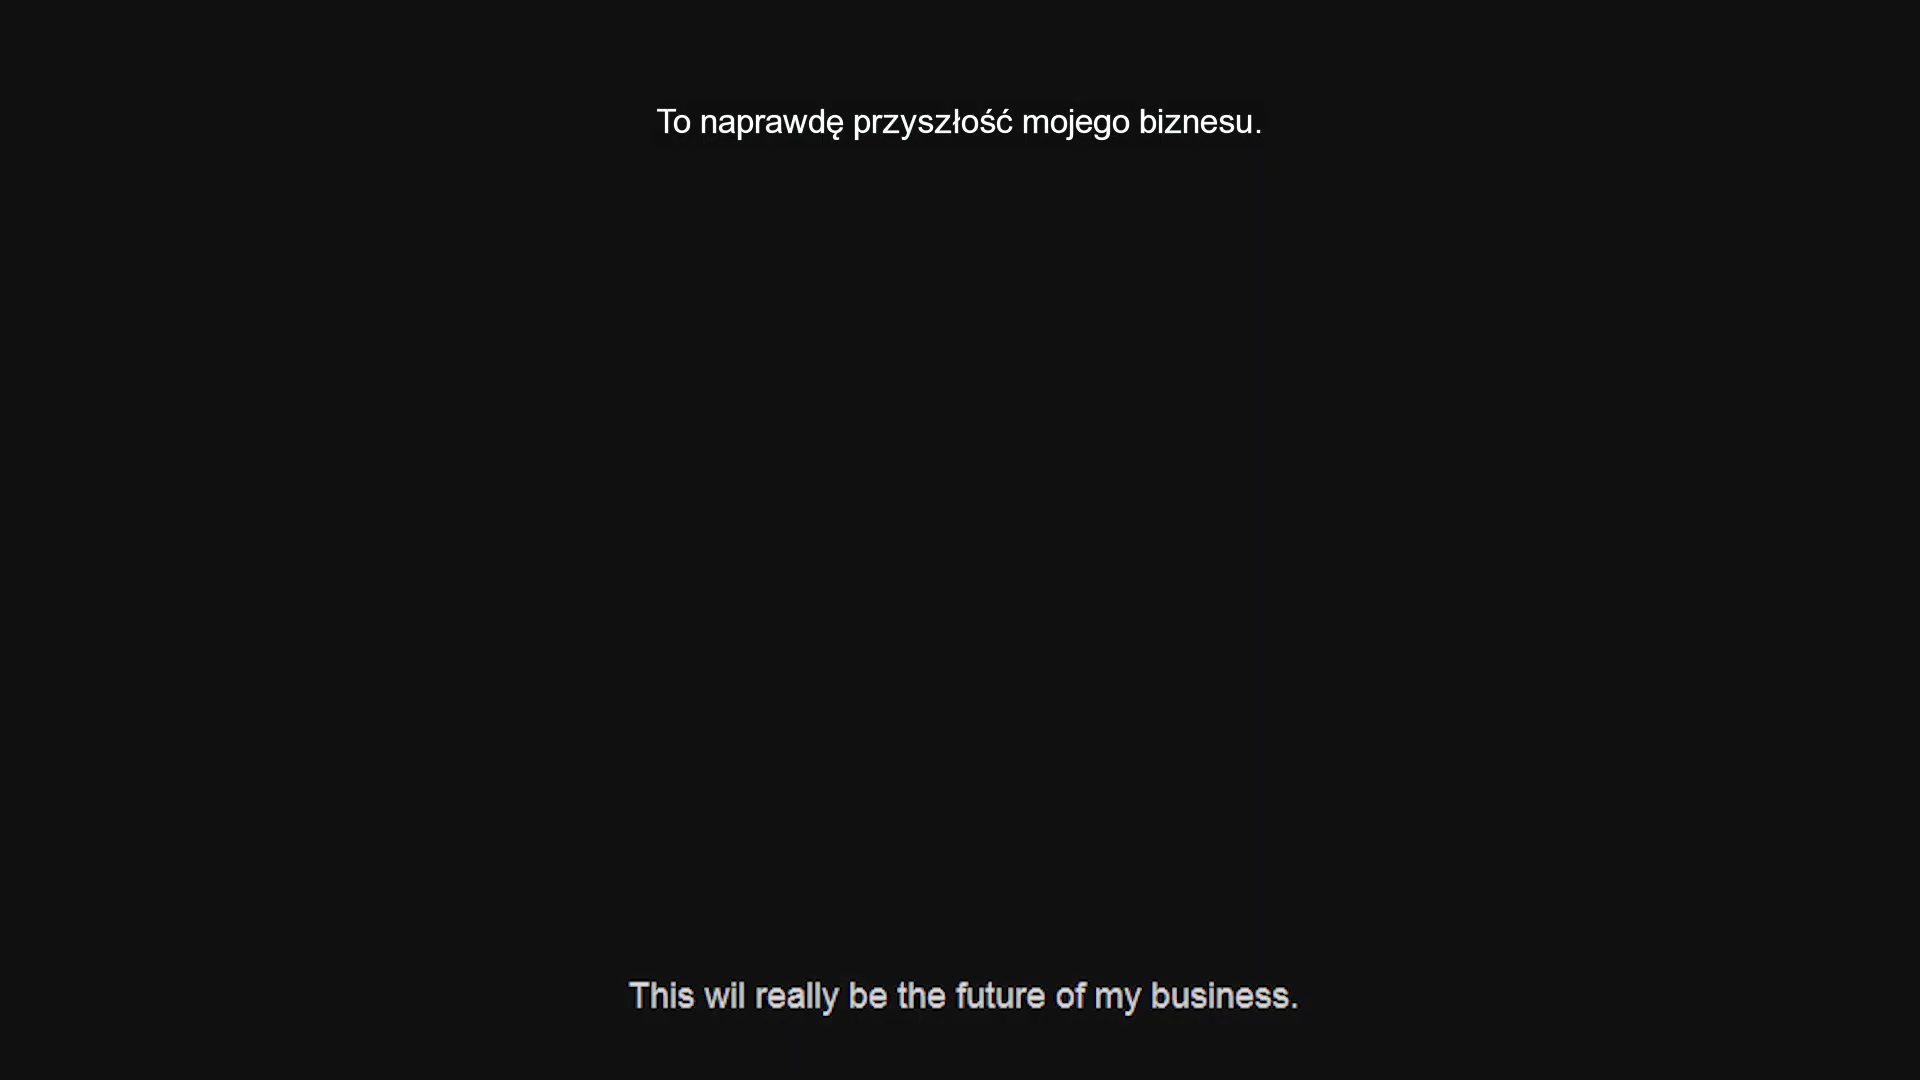 To naprawdę przyszłość mojego biznesu.
This wil really be the future of my business.